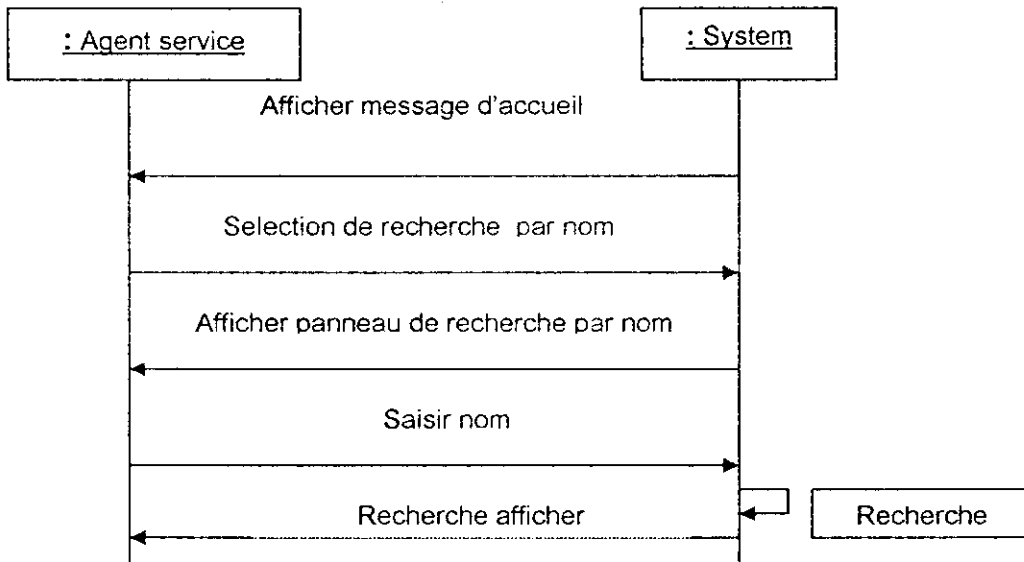 : Agent service
: System
Afficher message d'accueil
Selection de recherche par nom
Afficher panneau de recherche par nom
Saisir nom
Recherche afficher
Recherche